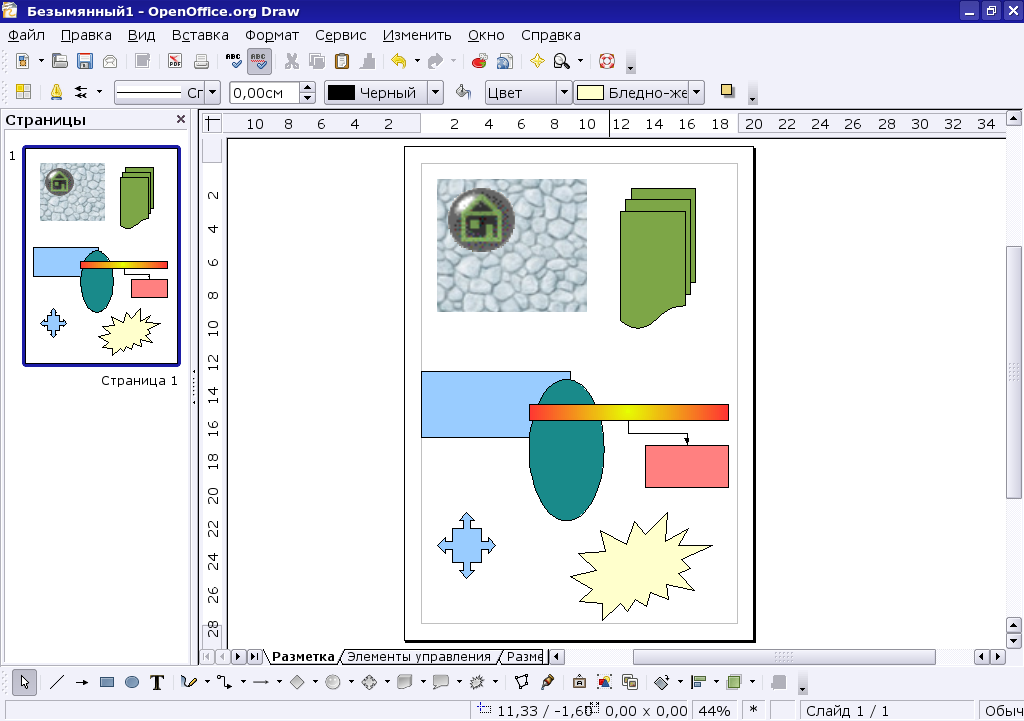 Безымянный1 - OpenOffice.org Draw
Файл Правка Вид Вставка Формат Сервис Изменить Окно Справка
PDF ABC ABC
Сп 0,00см Черный Цвет Бледно-же
Страницы
10 8 6 4 2 2 4 6 8 10 12 14 16 18 20 22 24 26 28 30 32 34
1
2
4
6
8
10
12
14
16
18
20
22
24
26
28
Страница 1
Разметка Элементы управления Разме
T
11,33 / -1,60 0,00 x 0,00 44% * Слайд 1 / 1 Обыч